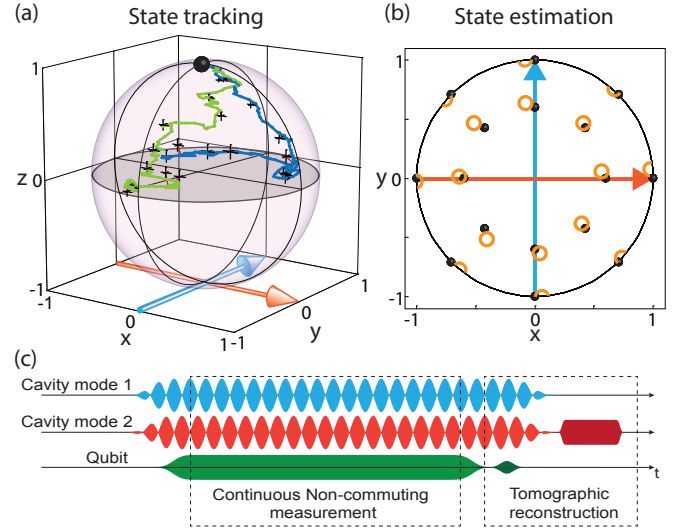 (a) State tracking
(b) State estimation
1
z 0
-1
-1
0
x
1
-1
0
y
1
1
y 0
-1
-1 0 1
x
(c)
Cavity mode 1
Cavity mode 2
Qubit
t
Continuous Non-commuting
measurement
Tomographic
reconstruction